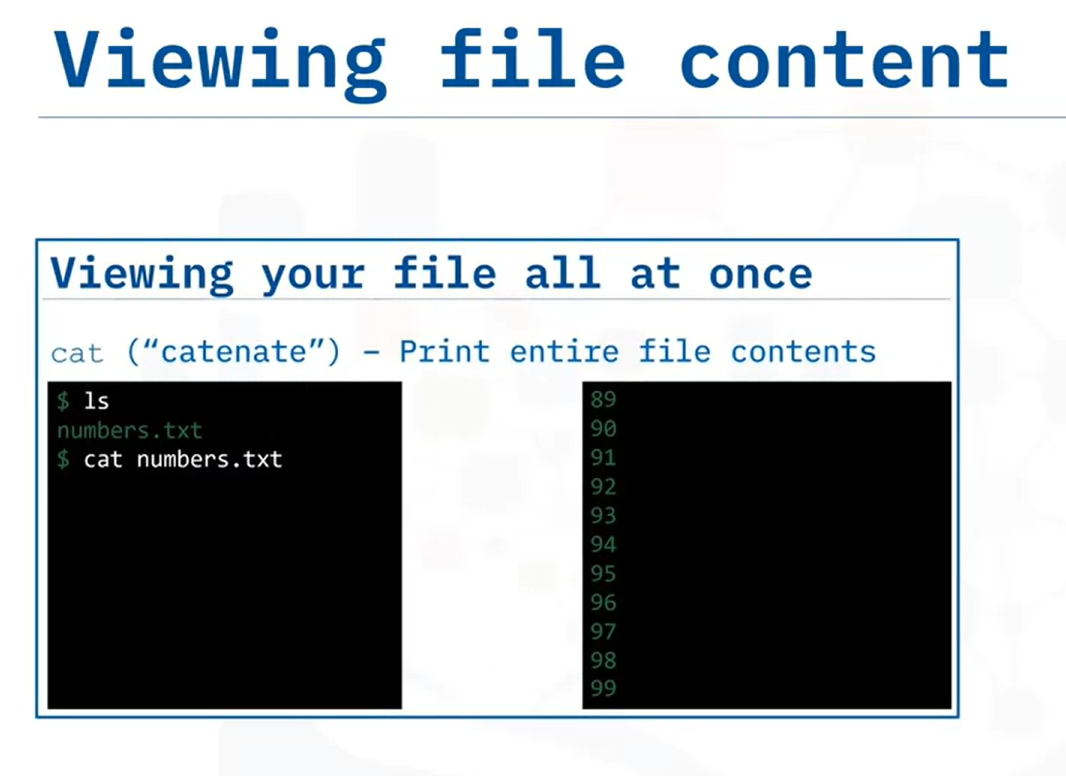 Viewing file content
Viewing your file all at once
cat (“catenate”) – Print entire file contents
$ ls
numbers.txt
$ cat numbers.txt
89
90
91
92
93
94
95
96
97
98
99